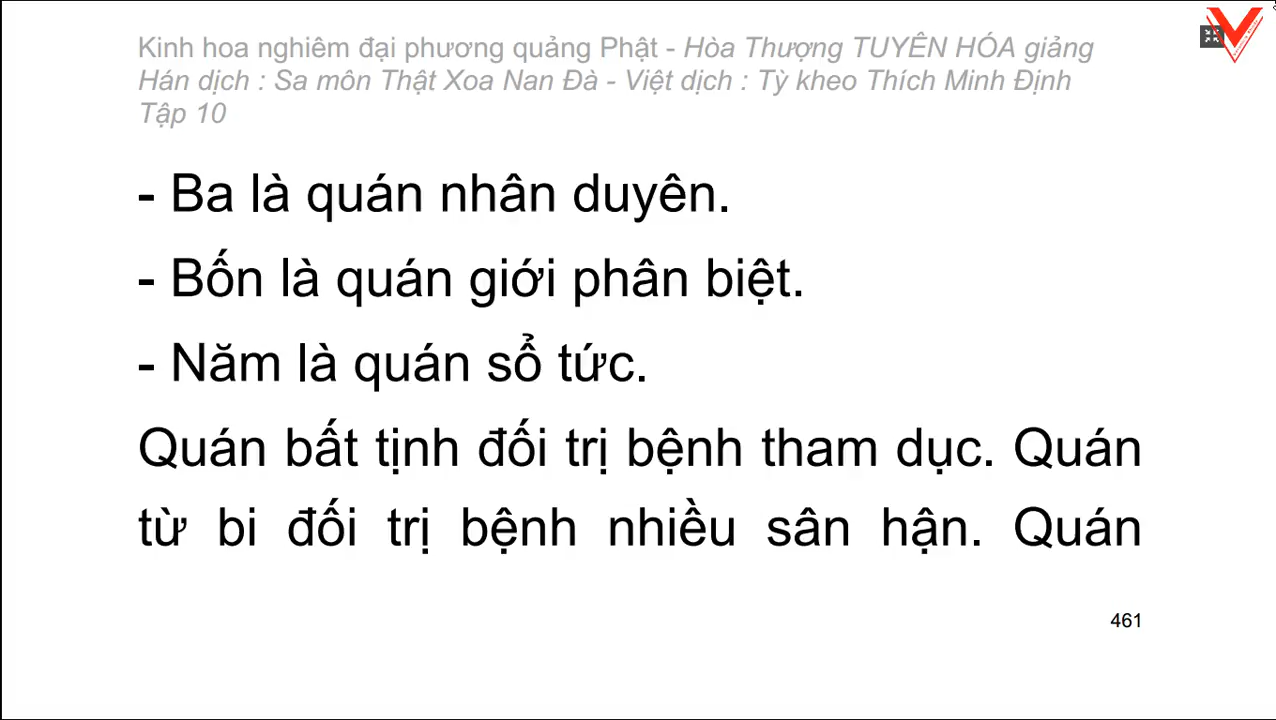 Kinh hoa nghiêm đại phương quảng Phật - Hòa Thượng TUYÊN HÓA giảng
Hán dịch : Sa môn Thật Xoa Nan Đà - Việt dịch : Tỳ kheo Thích Minh Định
Tập 10
- Ba là quán nhân duyên.
- Bốn là quán giới phân biệt.
- Năm là quán sổ tức.
Quán bất tịnh đối trị bệnh tham dục. Quán
từ bi đối trị bệnh nhiều sân hận. Quán
461